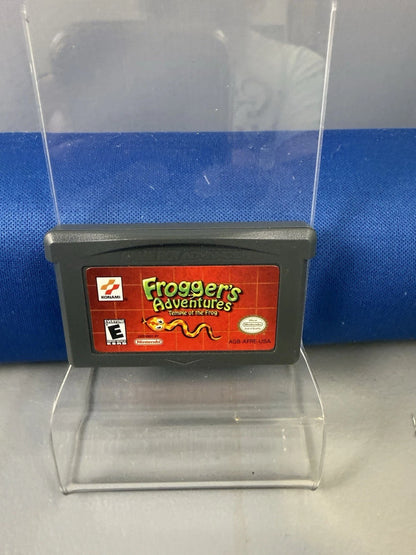 KONAMI
Frogger's
Adventures
Temple of the Frog
E
Nintendo
AGB-AFRE-USA